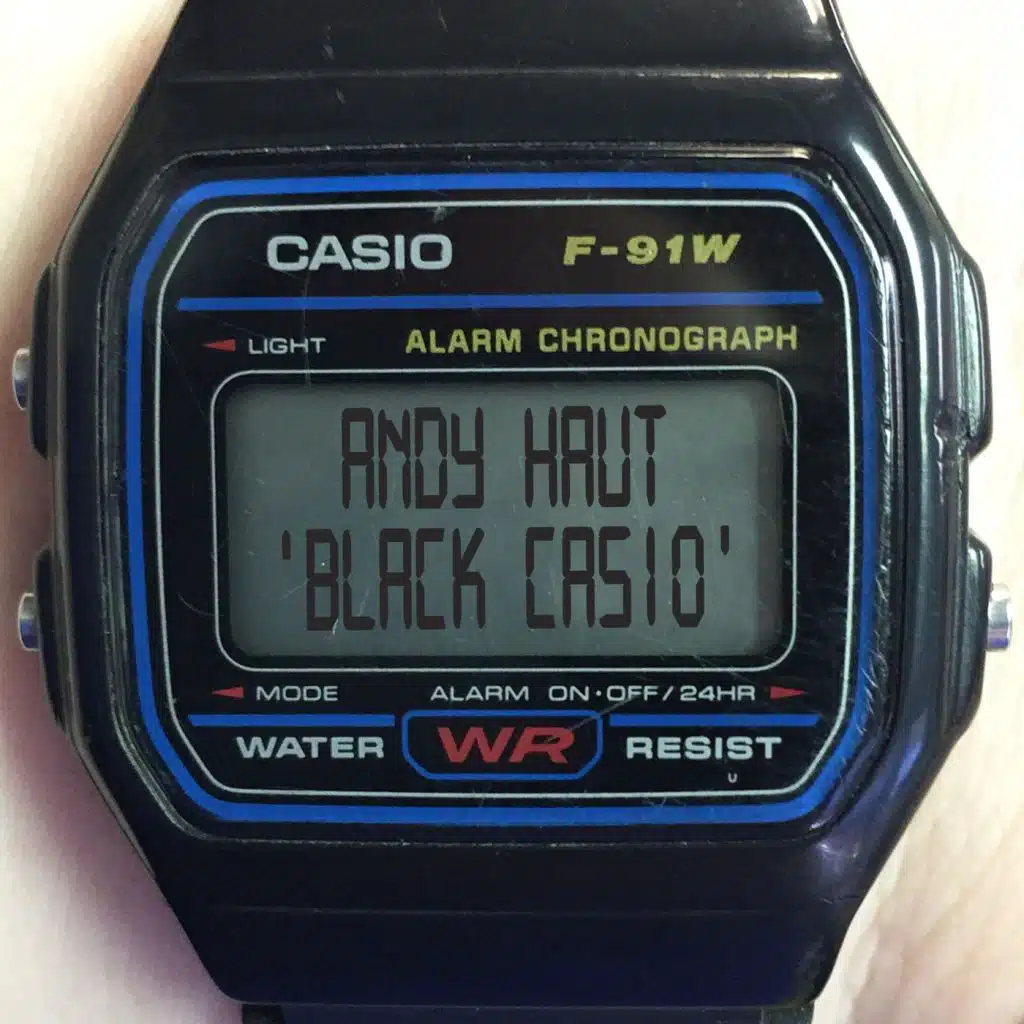 CASIO F-91W
LIGHT ALARM CHRONOGRAPH
ANDY HAUT
'BLACK CASIO'
MODE ALARM ON·OFF/24HR
WATER WR RESIST
U